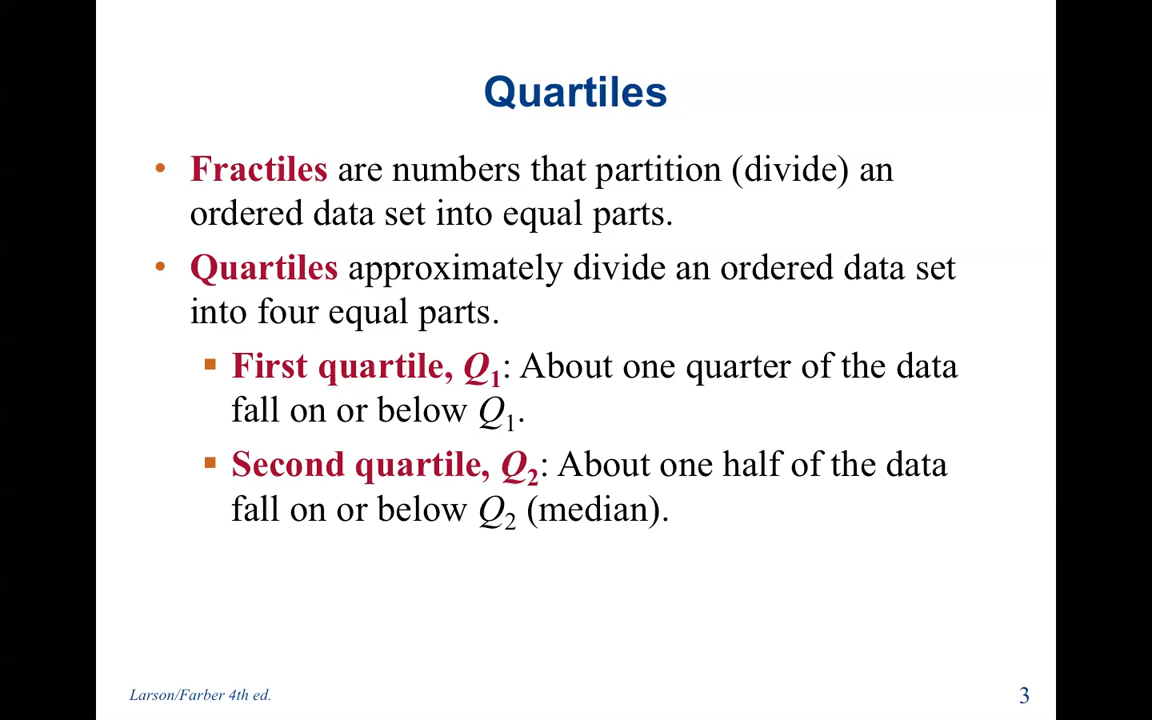 Quartiles
• Fractiles are numbers that partition (divide) an
ordered data set into equal parts.
• Quartiles approximately divide an ordered data set
into four equal parts.
▪ First quartile, Q₁: About one quarter of the data
fall on or below Q₁.
▪ Second quartile, Q₂: About one half of the data
fall on or below Q₂ (median).
Larson/Farber 4th ed.
3